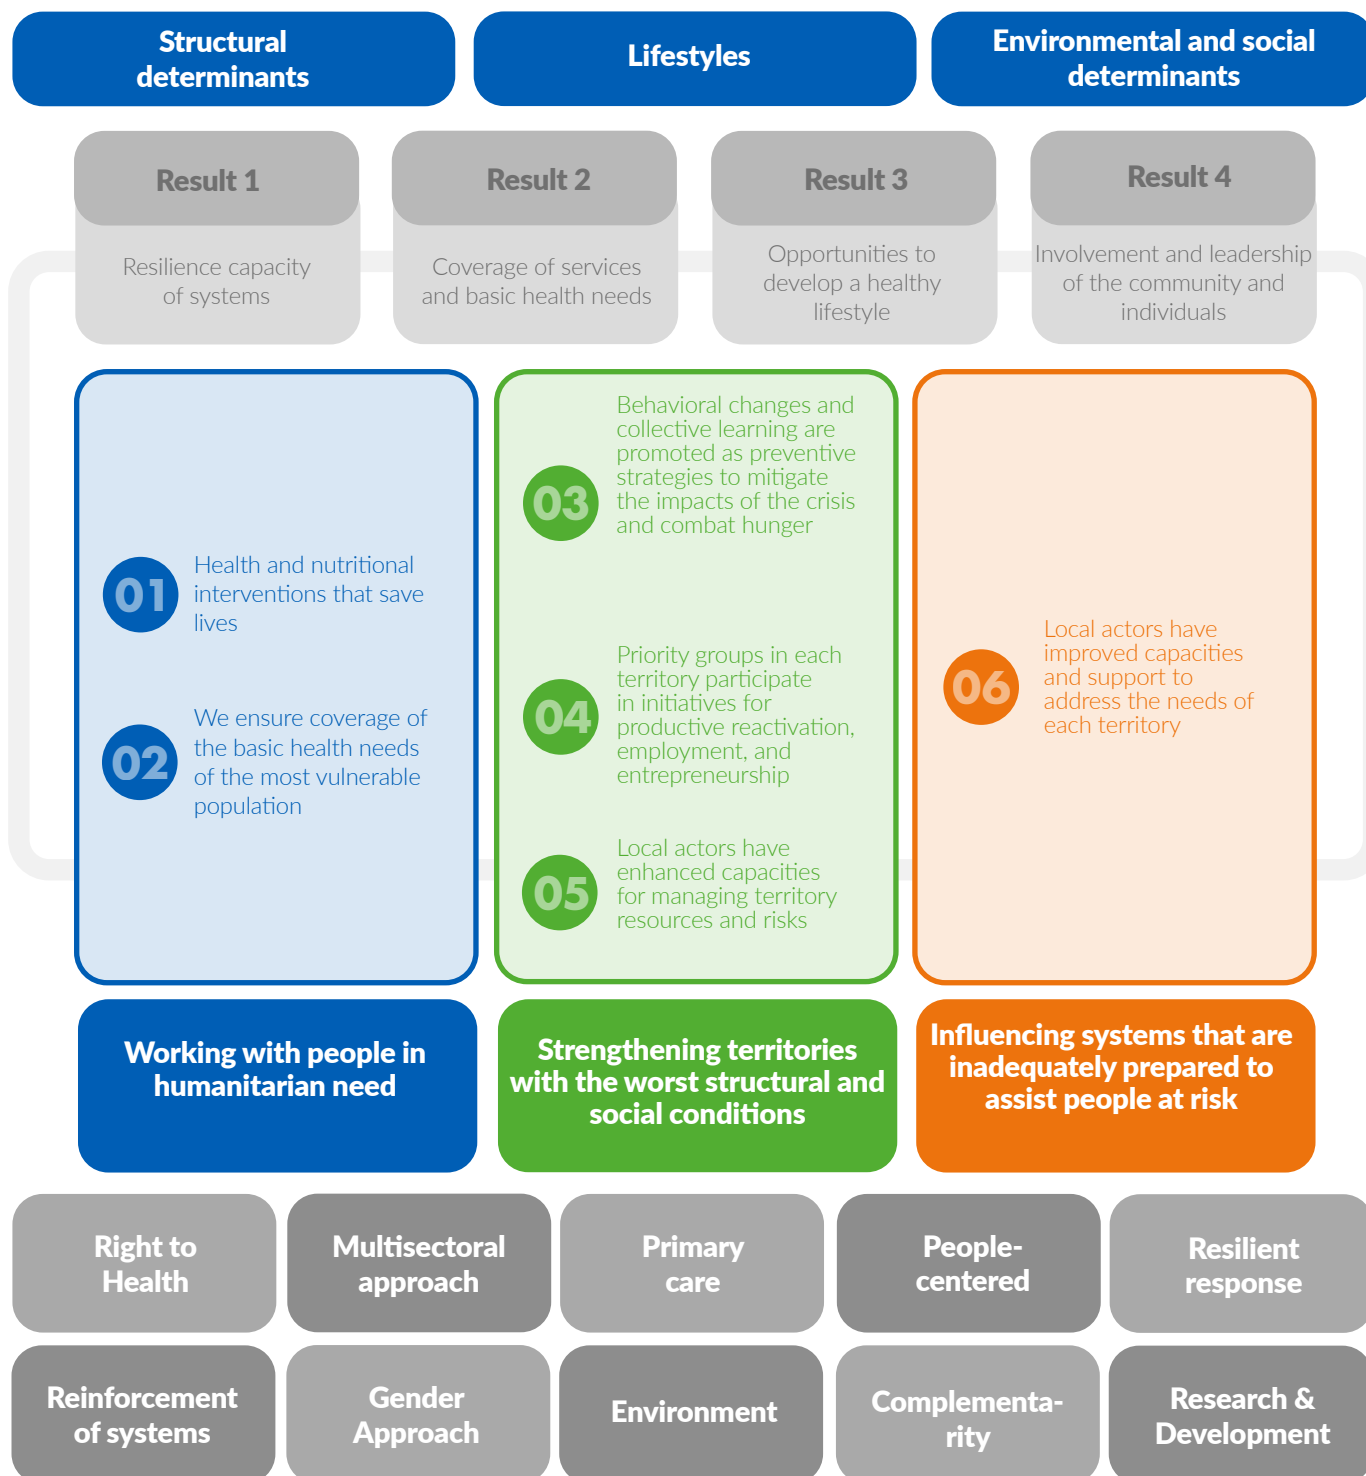 Structural
determinants
Lifestyles
Environmental and social
determinants
Result 1
Resilience capacity
of systems
Result 2
Coverage of services
and basic health needs
Result 3
Opportunities to
develop a healthy
lifestyle
Result 4
Involvement and leadership
of the community and
individuals
01
Health and nutritional
interventions that save
lives
02
We ensure coverage of
the basic health needs
of the most vulnerable
population
03
Behavioral changes and
collective learning are
promoted as preventive
strategies to mitigate
the impacts of the crisis
and combat hunger
04
Priority groups in each
territory participate
in initiatives for
productive reactivation,
employment, and
entrepreneurship
05
Local actors have
enhanced capacities
for managing territory
resources and risks
06
Local actors have
improved capacities
and support to
address the needs of
each territory
Working with people in
humanitarian need
Strengthening territories
with the worst structural and
social conditions
Influencing systems that are
inadequately prepared to
assist people at risk
Right to
Health
Multisectoral
approach
Primary
care
People-
centered
Resilient
response
Reinforcement
of systems
Gender
Approach
Environment
Complementa-
rity
Research &
Development